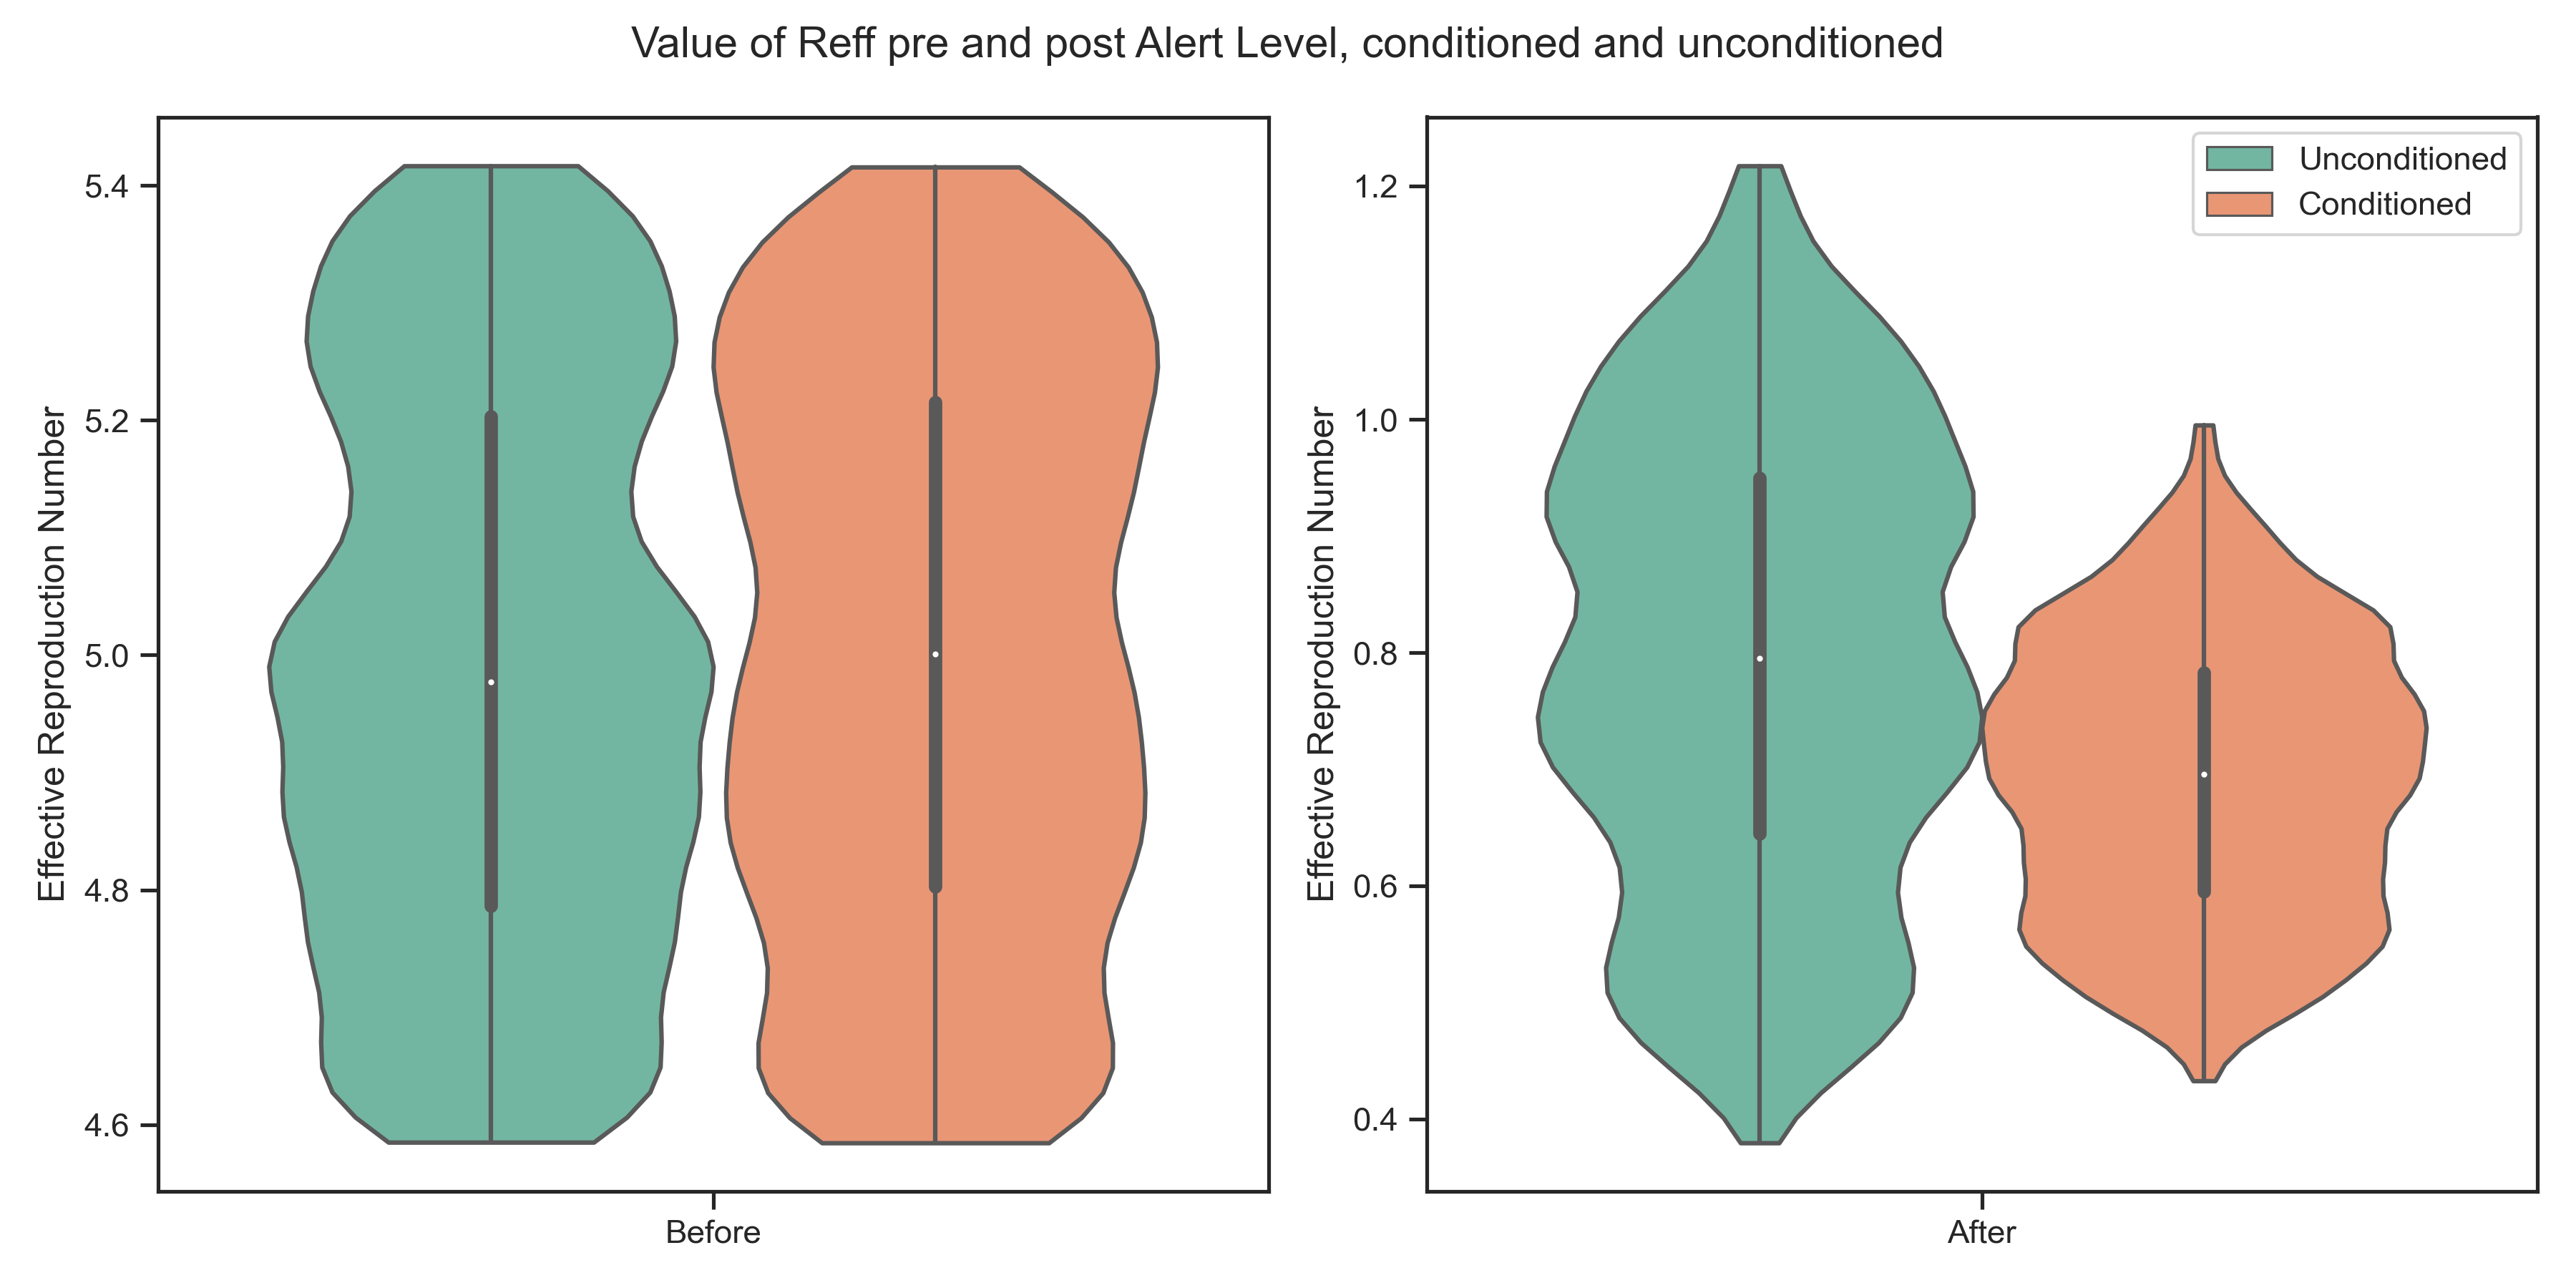 Value of Reff pre and post Alert Level, conditioned and unconditioned
Effective Reproduction Number
5.4
5.2
5.0
4.8
4.6
Before
Effective Reproduction Number
1.2
1.0
0.8
0.6
0.4
After
Unconditioned
Conditioned